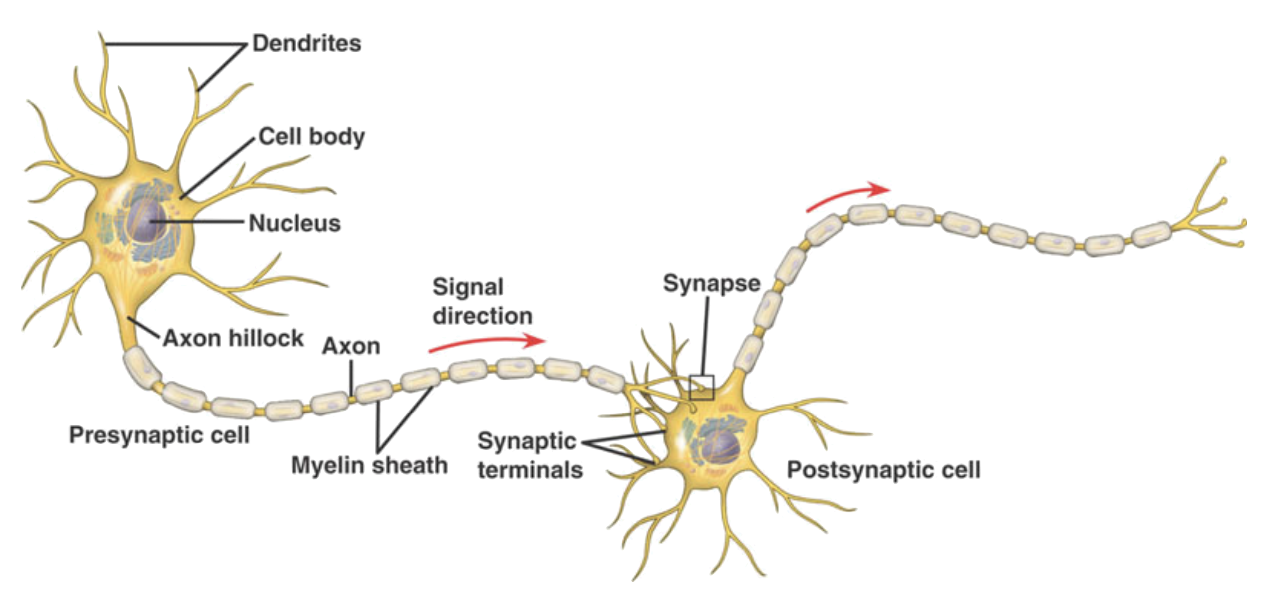 Dendrites
Cell body
Nucleus
Axon hillock
Axon
Signal
direction
Synapse
Presynaptic cell
Myelin sheath
Synaptic
terminals
Postsynaptic cell